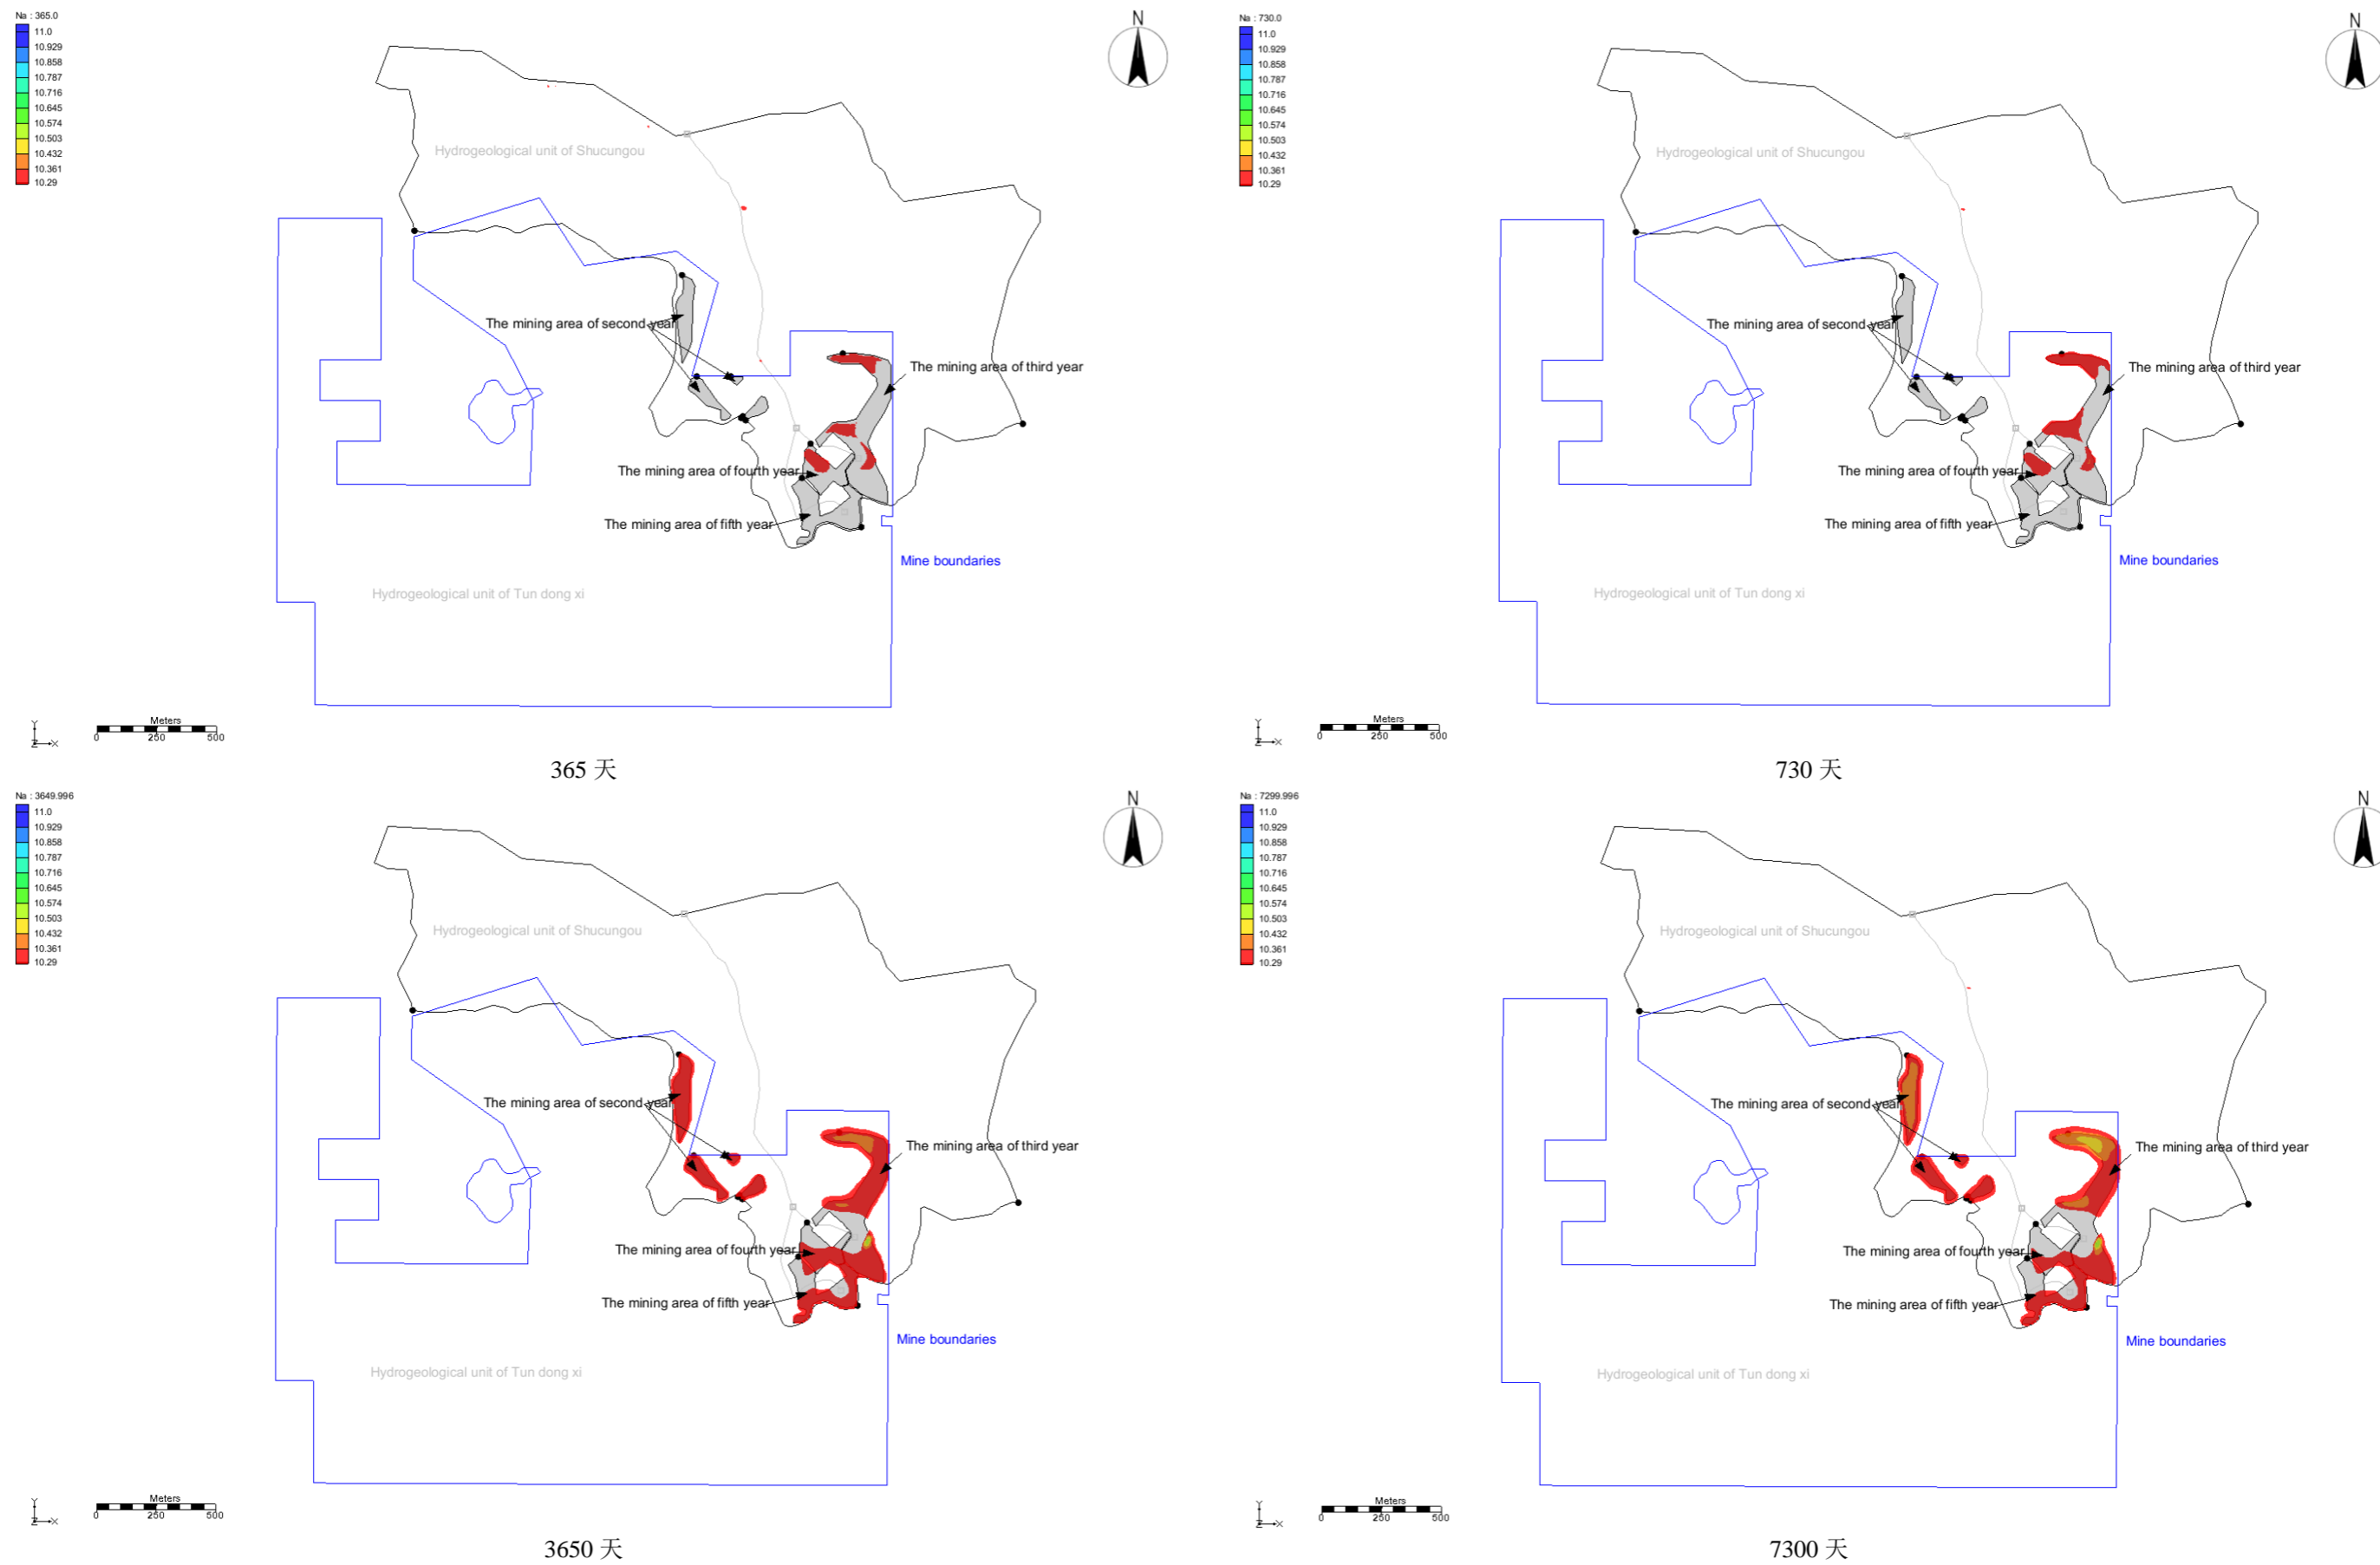 Na : 365.0
11.0
10.929
10.858
10.787
10.716
10.645
10.574
10.503
10.432
10.361
10.29
N
Hydrogeological unit of Shucungou
The mining area of second year
The mining area of third year
The mining area of fourth year
The mining area of fifth year
Mine boundaries
Hydrogeological unit of Tun dong xi
Y
Z X
Meters
0 250 500
365 天
Na : 730.0
11.0
10.929
10.858
10.787
10.716
10.645
10.574
10.503
10.432
10.361
10.29
N
Hydrogeological unit of Shucungou
The mining area of second year
The mining area of third year
The mining area of fourth year
The mining area of fifth year
Mine boundaries
Hydrogeological unit of Tun dong xi
Y
Z X
Meters
0 250 500
730 天
Na : 3649.996
11.0
10.929
10.858
10.787
10.716
10.645
10.574
10.503
10.432
10.361
10.29
N
Hydrogeological unit of Shucungou
The mining area of second year
The mining area of third year
The mining area of fourth year
The mining area of fifth year
Mine boundaries
Hydrogeological unit of Tun dong xi
Y
Z X
Meters
0 250 500
3650 天
Na : 7299.996
11.0
10.929
10.858
10.787
10.716
10.645
10.574
10.503
10.432
10.361
10.29
N
Hydrogeological unit of Shucungou
The mining area of second year
The mining area of third year
The mining area of fourth year
The mining area of fifth year
Mine boundaries
Hydrogeological unit of Tun dong xi
Y
Z X
Meters
0 250 500
7300 天